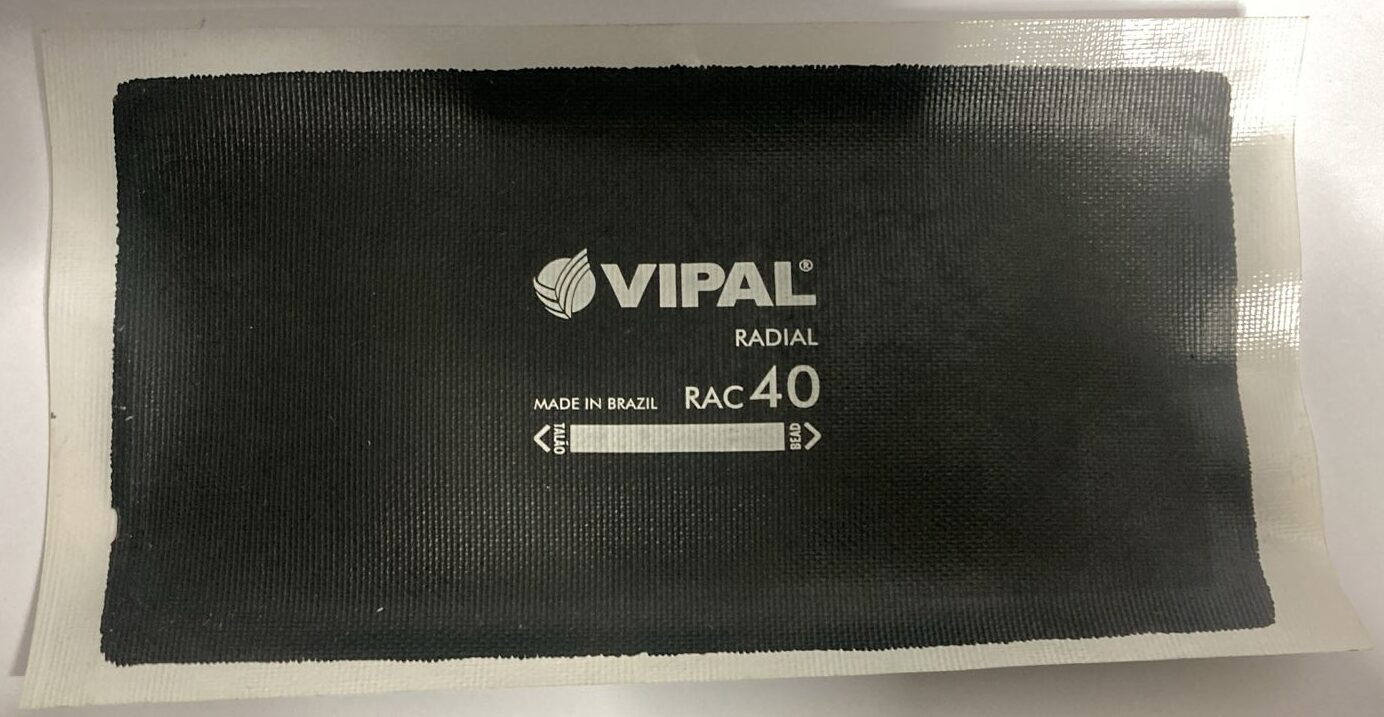 VIPAL®
RADIAL
MADE IN BRAZIL RAC 40
TALÃO BEAD